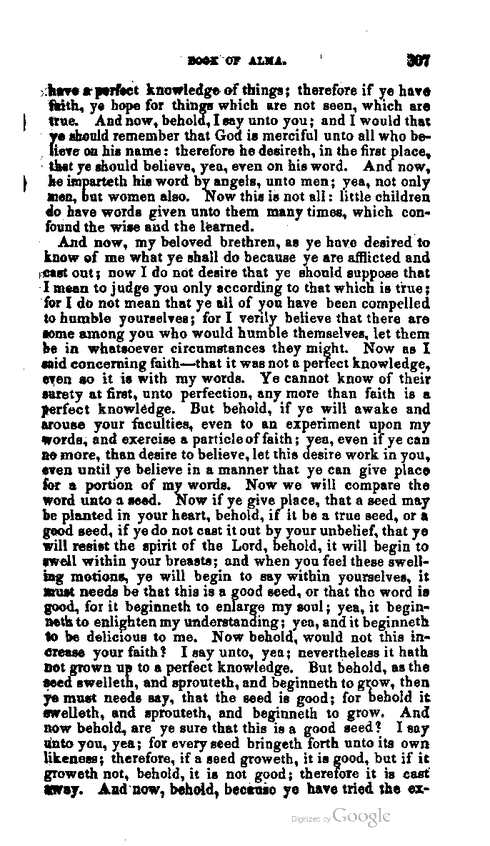 BOOK OF ALMA. 307
have a perfect knowledge of things; therefore if ye have
faith, ye hope for things which are not seen, which are
true. And now, behold, I say unto you; and I would that
ye should remember that God is merciful unto all who be-
lieve on his name: therefore he desireth, in the first place,
that ye should believe, yea, even on his word. And now,
he imparteth his word by angels, unto men; yea, not only
men, but women also. Now this is not all: little children
do have words given unto them many times, which con-
found the wise and the learned.
And now, my beloved brethren, as ye have desired to
know of me what ye shall do because ye are afflicted and
cast out; now I do not desire that ye should suppose that
I mean to judge you only according to that which is true;
for I do not mean that ye all of you have been compelled
to humble yourselves; for I verily believe that there are
some among you who would humble themselves, let them
be in whatsoever circumstances they might. Now as I
said concerning faith—that it was not a perfect knowledge,
even so it is with my words. Ye cannot know of their
surety at first, unto perfection, any more than faith is a
perfect knowledge. But behold, if ye will awake and
arouse your faculties, even to an experiment upon my
words, and exercise a particle of faith; yea, even if ye can
no more, than desire to believe, let this desire work in you,
even until ye believe in a manner that ye can give place
for a portion of my words. Now we will compare the
word unto a seed. Now if ye give place, that a seed may
be planted in your heart, behold, if it be a true seed, or a
good seed, if ye do not cast it out by your unbelief, that ye
will resist the spirit of the Lord, behold, it will begin to
swell within your breasts; and when you feel these swell-
ing motions, ye will begin to say within yourselves, it
must needs be that this is a good seed, or that the word is
good, for it beginneth to enlarge my soul; yea, it begin-
neth to enlighten my understanding; yea, and it beginneth
to be delicious to me. Now behold, would not this in-
crease your faith? I say unto, yea; nevertheless it hath
not grown up to a perfect knowledge. But behold, as the
seed swelleth, and sprouteth, and beginneth to grow, then
ye must needs say, that the seed is good; for behold it
swelleth, and sprouteth, and beginneth to grow. And
now behold, are ye sure that this is a good seed? I say
unto you, yea; for every seed bringeth forth unto its own
likeness; therefore, if a seed groweth, it is good, but if it
groweth not, behold, it is not good; therefore it is cast
away. And now, behold, because ye have tried the ex-
Digitized by Google